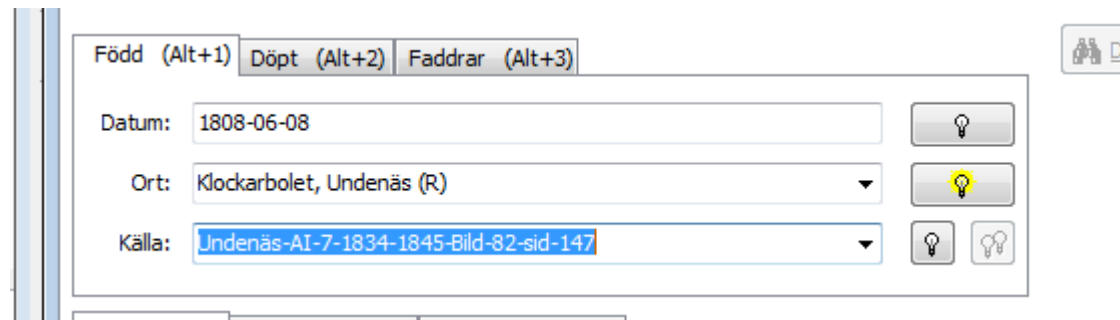 Född (Alt+1) Döpt (Alt+2) Faddrar (Alt+3)
Datum: 1808-06-08
Ort: Klockarbolet, Undenäs (R)
Källa: Undenäs-AI-7-1834-1845-Bild-82-sid-147
D